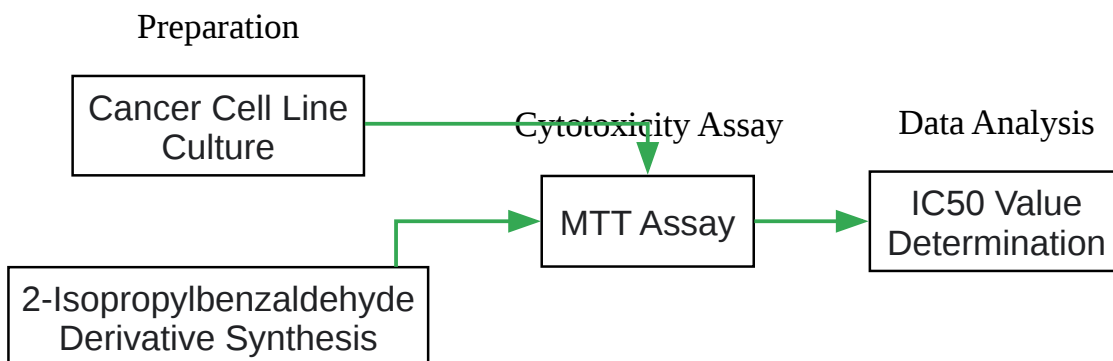 Preparation
Cancer Cell Line
Culture
Cytotoxicity Assay
Data Analysis
MTT Assay
IC50 Value
Determination
2-Isopropylbenzaldehyde
Derivative Synthesis